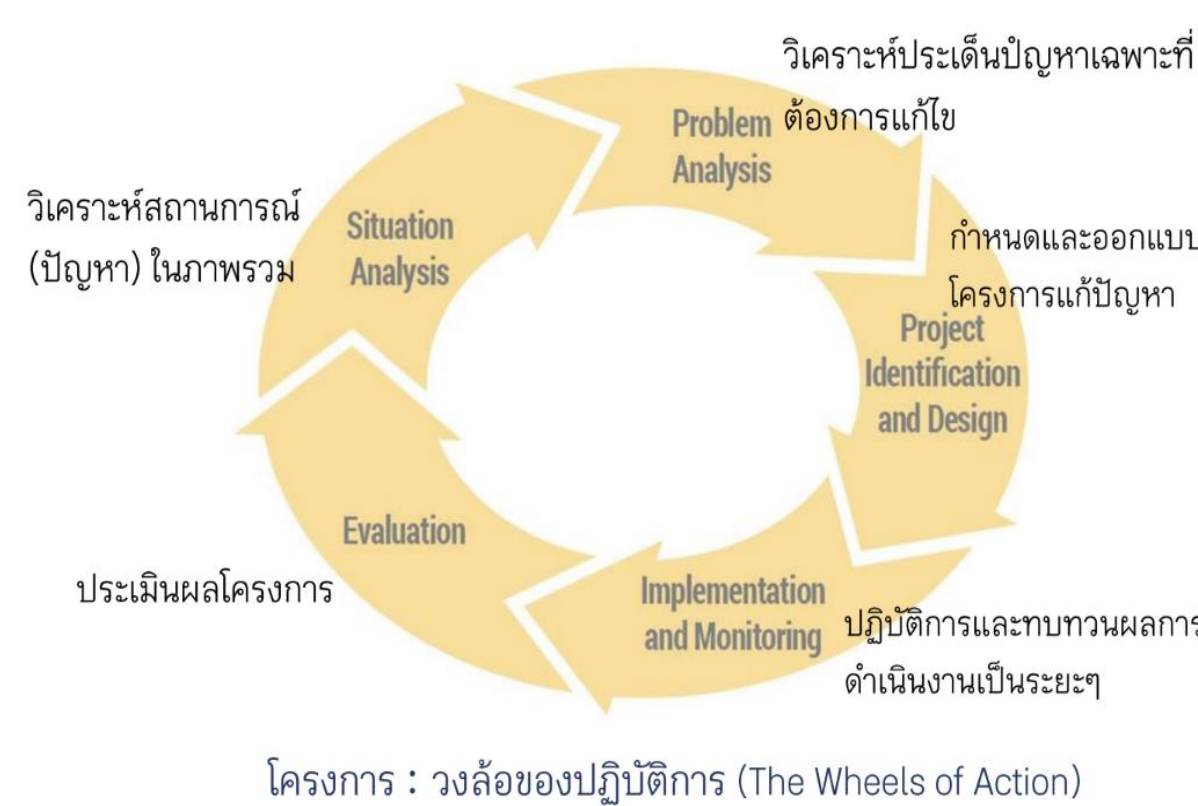 วิเคราะห์ประเด็นปัญหาเฉพาะที่
ต้องการแก้ไข
Problem
Analysis
วิเคราะห์สถานการณ์
(ปัญหา) ในภาพรวม
Situation
Analysis
กำหนดและออกแบบ
โครงการแก้ปัญหา
Project
Identification
and Design
Evaluation
ประเมินผลโครงการ
Implementation
and Monitoring
ปฏิบัติการและทบทวนผลการ
ดำเนินงานเป็นระยะๆ
โครงการ : วงล้อของปฏิบัติการ (The Wheels of Action)